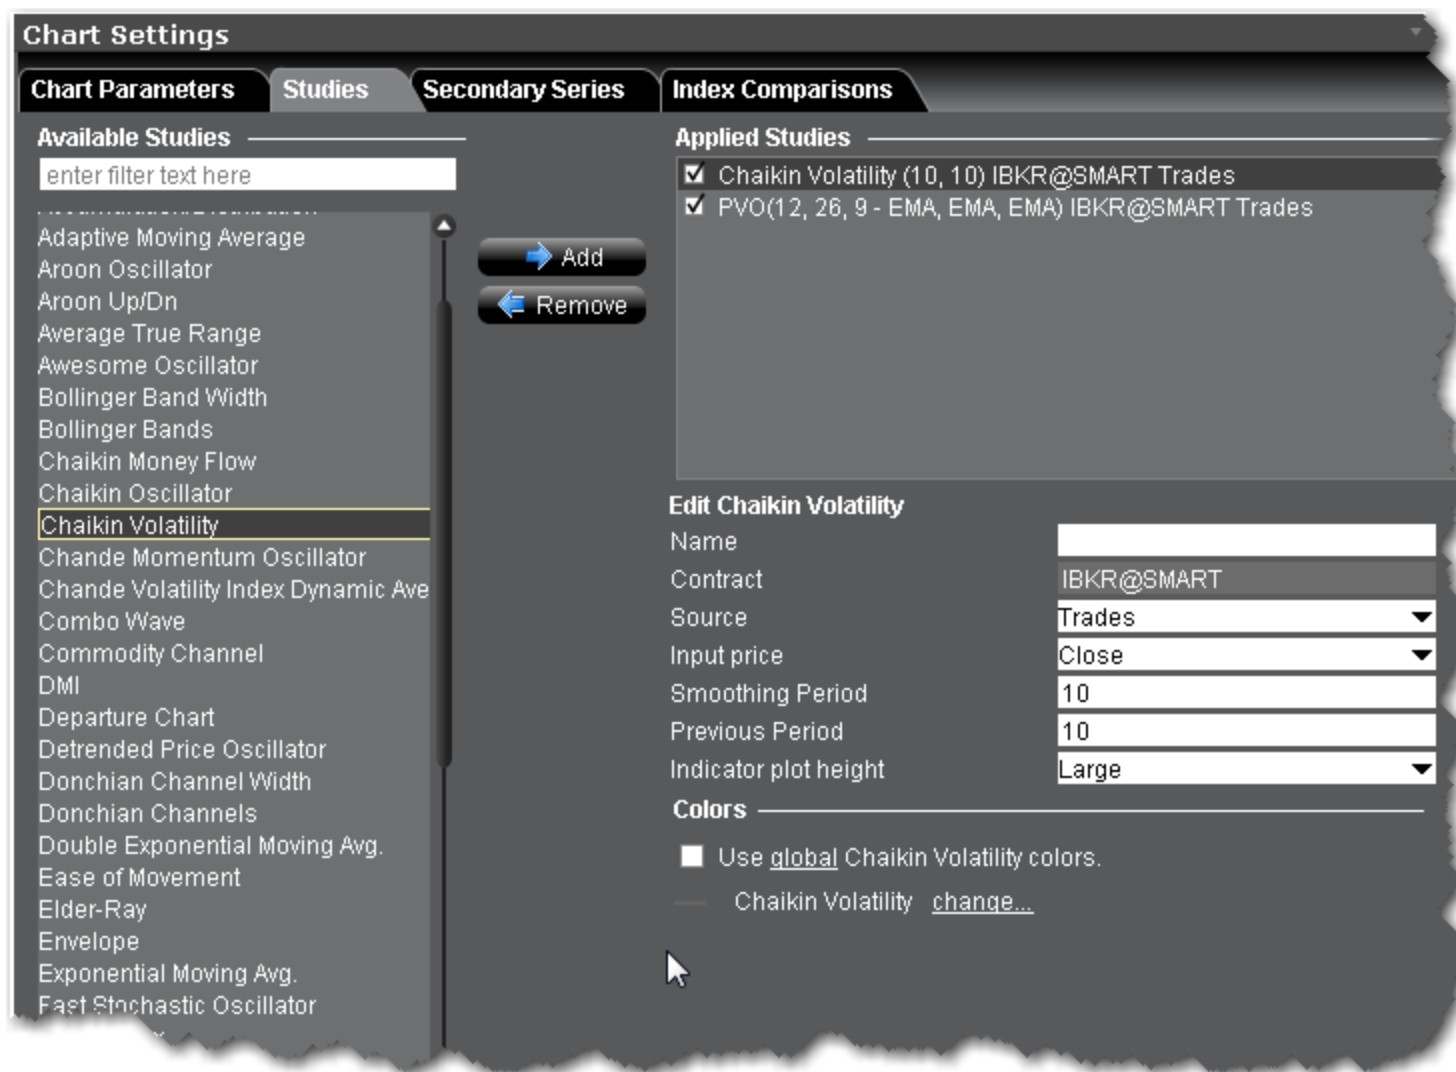 Chart Settings
Chart Parameters
Studies
Secondary Series
Index Comparisons
Available Studies
enter filter text here
Adaptive Moving Average
Aroon Oscillator
Aroon Up/Dn
Average True Range
Awesome Oscillator
Bollinger Band Width
Bollinger Bands
Chaikin Money Flow
Chaikin Oscillator
Chaikin Volatility
Chande Momentum Oscillator
Chande Volatility Index Dynamic Ave
Combo Wave
Commodity Channel
DMI
Departure Chart
Detrended Price Oscillator
Donchian Channel Width
Donchian Channels
Double Exponential Moving Avg.
Ease of Movement
Elder-Ray
Envelope
Exponential Moving Avg.
Fast Stochastic Oscillator
Add
Remove
Applied Studies
Chaikin Volatility (10, 10) IBKR@SMART Trades
PVO(12, 26, 9 - EMA, EMA, EMA) IBKR@SMART Trades
Edit Chaikin Volatility
Name
Contract IBKR@SMART
Source Trades
Input price Close
Smoothing Period 10
Previous Period 10
Indicator plot height Large
Colors
Use global Chaikin Volatility colors.
Chaikin Volatility change...